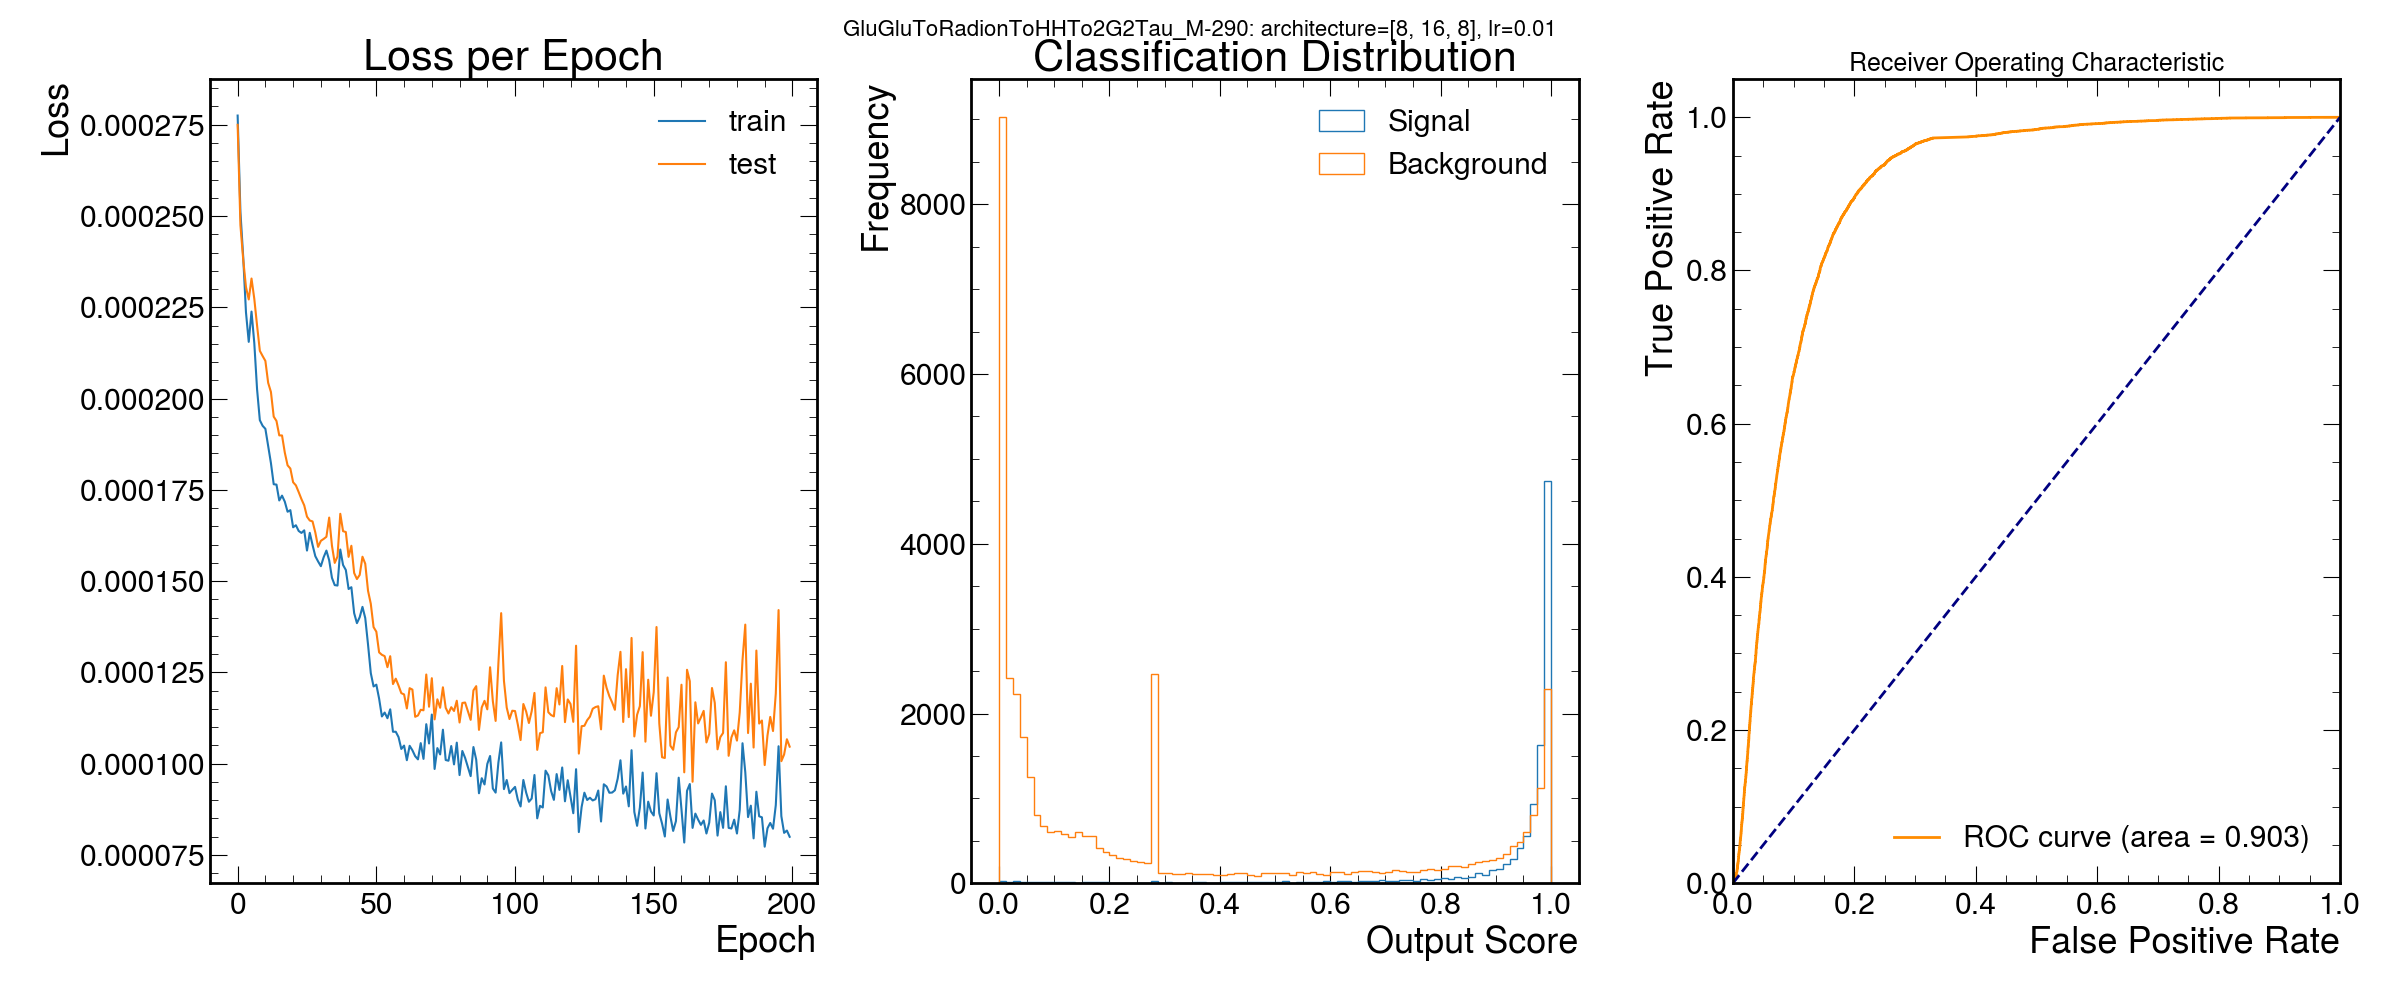 GluGluToRadionToHHTo2G2Tau_M-290: architecture=[8, 16, 8], lr=0.01
Loss per Epoch
Loss
0.000275
0.000250
0.000225
0.000200
0.000175
0.000150
0.000125
0.000100
0.000075
train
test
0 50 100 150 200
Epoch
Classification Distribution
Frequency
8000
6000
4000
2000
0
Signal
Background
0.0 0.2 0.4 0.6 0.8 1.0
Output Score
Receiver Operating Characteristic
True Positive Rate
1.0
0.8
0.6
0.4
0.2
0.0
ROC curve (area = 0.903)
0.0 0.2 0.4 0.6 0.8 1.0
False Positive Rate